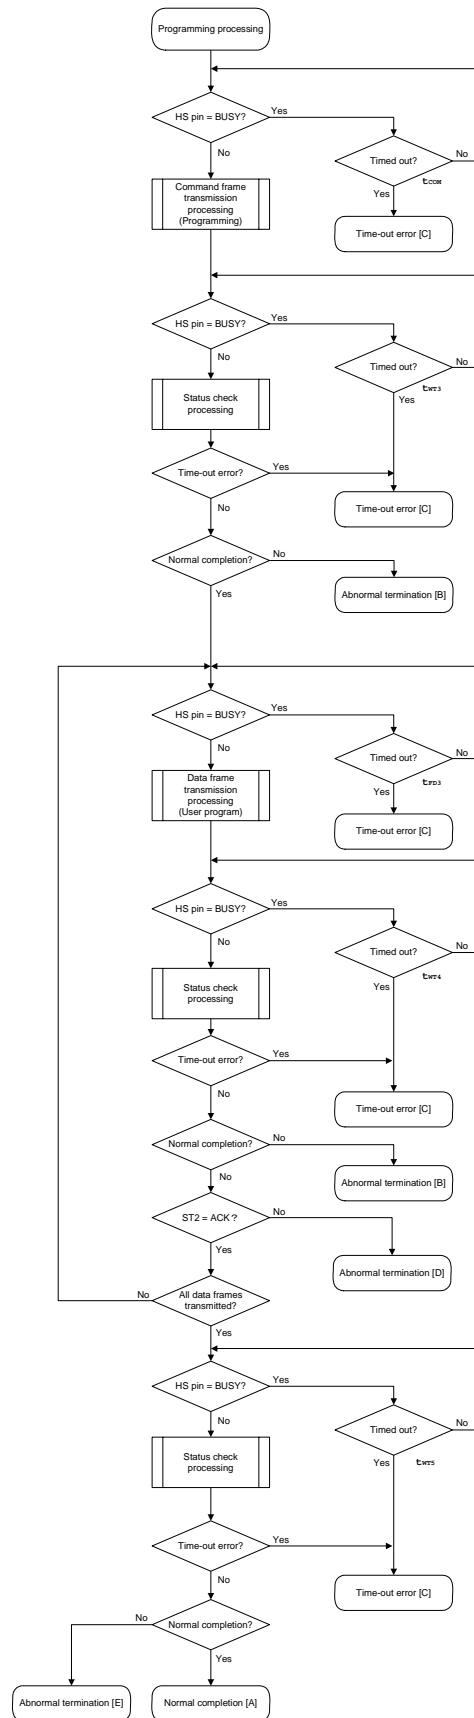 Programming processing
HS pin = BUSY?
Yes
No
Timed out?
No
tCOM
Yes
Command frame
transmission
processing
(Programming)
Time-out error [C]
HS pin = BUSY?
Yes
No
Timed out?
No
tWT3
Yes
Status check
processing
Time-out error?
Yes
No
Time-out error [C]
Normal completion?
No
Yes
Abnormal termination [B]
HS pin = BUSY?
Yes
No
Timed out?
No
tFD3
Yes
Data frame
transmission
processing
(User program)
Time-out error [C]
HS pin = BUSY?
Yes
No
Timed out?
No
tWT4
Yes
Status check
processing
Time-out error?
Yes
No
Time-out error [C]
Normal completion?
No
No
Abnormal termination [B]
ST2 = ACK?
No
Yes
Abnormal termination [D]
No
All data frames
transmitted?
Yes
HS pin = BUSY?
Yes
No
Timed out?
No
tWT5
Yes
Status check
processing
Time-out error?
Yes
No
Time-out error [C]
No
Normal completion?
Yes
Abnormal termination [E]
Normal completion [A]